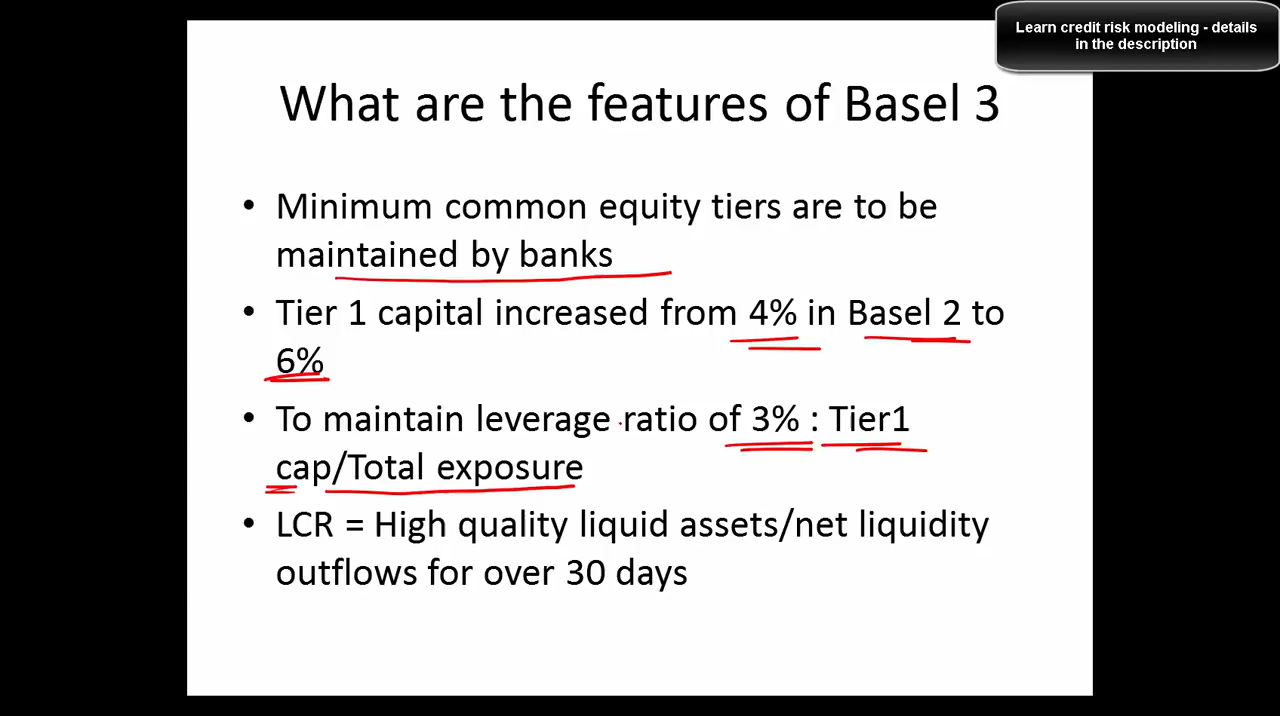 Learn credit risk modeling - details
in the description
What are the features of Basel 3
• Minimum common equity tiers are to be
maintained by banks
• Tier 1 capital increased from 4% in Basel 2 to
6%
• To maintain leverage ratio of 3% : Tier1
cap/Total exposure
• LCR = High quality liquid assets/net liquidity
outflows for over 30 days